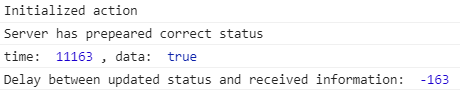 Initialized action
Server has prepeared correct status
time:  11163 , data:  true
Delay between updated status and received information:  -163